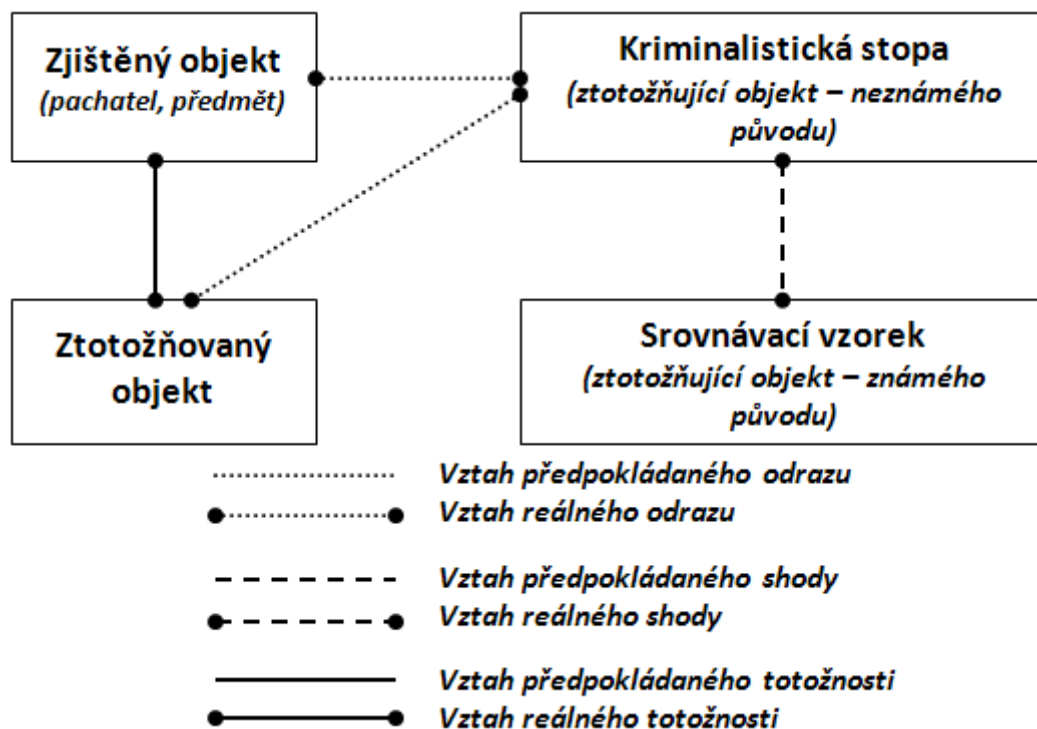 Zjištěný objekt
(pachatel, předmět)
Kriminalistická stopa
(ztotožňující objekt – neznámého
původu)
Ztotožňovaný
objekt
Srovnávací vzorek
(ztotožňující objekt – známého
původu)
Vztah předpokládaného odrazu
Vztah reálného odrazu
Vztah předpokládaného shody
Vztah reálného shody
Vztah předpokládaného totožnosti
Vztah reálného totožnosti